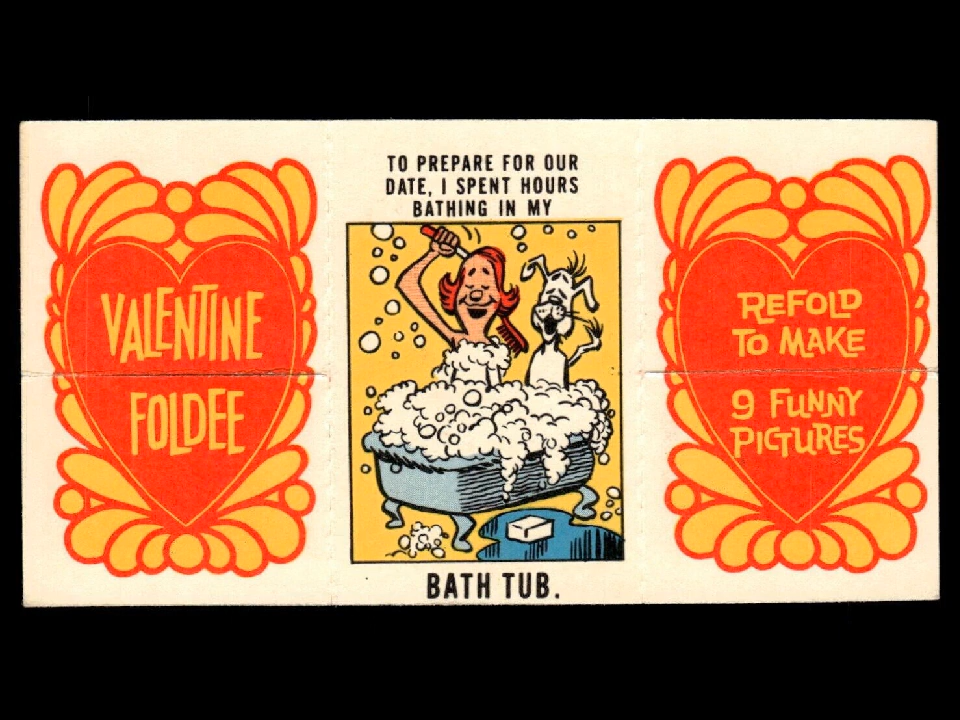 VALENTINE
FOLDEE
TO PREPARE FOR OUR
DATE, I SPENT HOURS
BATHING IN MY
BATH TUB.
REFOLD
TO MAKE
9 FUNNY
PICTURES